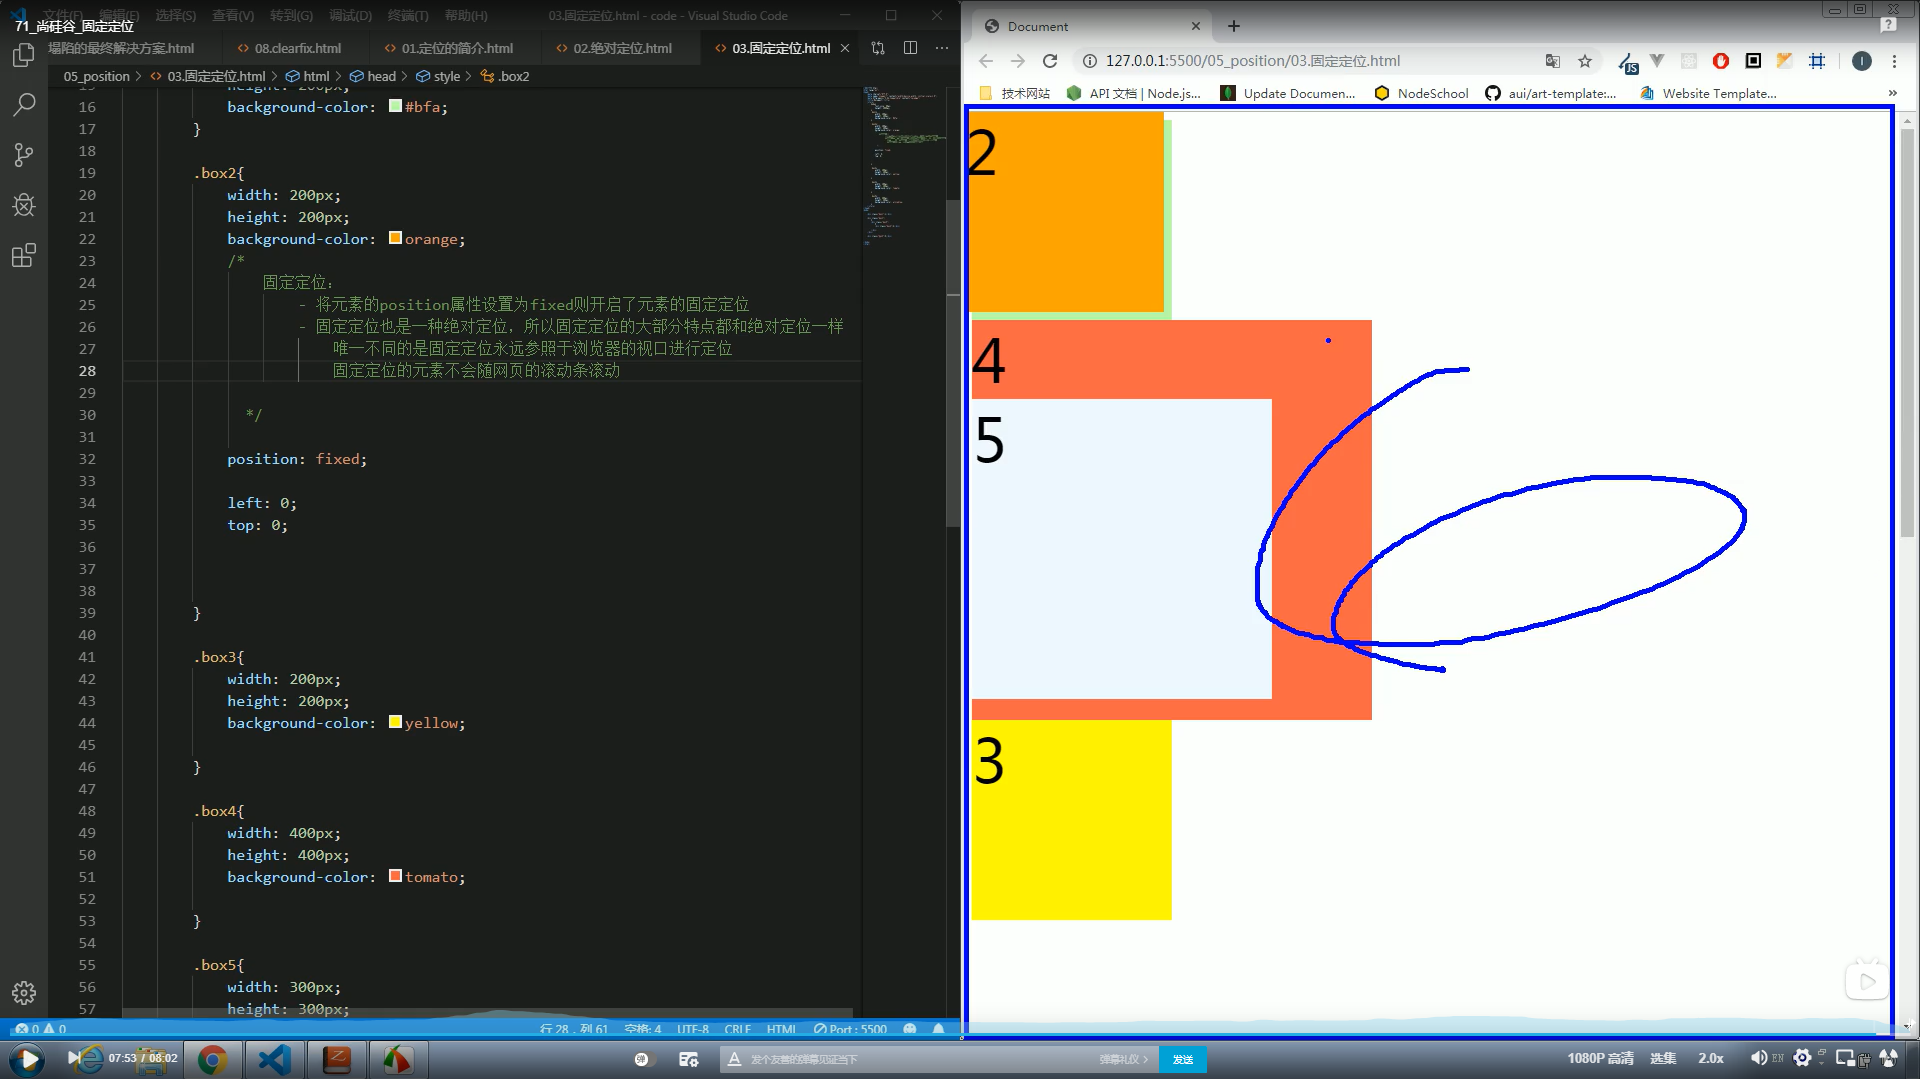 71_尚硅谷_固定定位
文件(F) 编辑(E) 选择(S) 查看(V) 转到(G) 调试(D) 终端(T) 帮助(H)
03.固定定位.html - code - Visual Studio Code
塌陷的最终解决方案.html
08.clearfix.html
01.定位的简介.html
02.绝对定位.html
03.固定定位.html
05_position > 03.固定定位.html > html > head > style > .box2
16 background-color: #bfa;
17 }
18
19 .box2{
20 width: 200px;
21 height: 200px;
22 background-color: orange;
23 /*
24 固定定位：
25 - 将元素的position属性设置为fixed则开启了元素的固定定位
26 - 固定定位也是一种绝对定位，所以固定定位的大部分特点都和绝对定位一样
27 唯一不同的是固定定位永远参照于浏览器的视口进行定位
28 固定定位的元素不会随网页的滚动条滚动
29
30 */
31
32 position: fixed;
33
34 left: 0;
35 top: 0;
36
37
38
39 }
40
41 .box3{
42 width: 200px;
43 height: 200px;
44 background-color: yellow;
45
46 }
47
48 .box4{
49 width: 400px;
50 height: 400px;
51 background-color: tomato;
52
53 }
54
55 .box5{
56 width: 300px;
57 height: 300px;
0 0
行 28，列 61 空格: 4 UTF-8 CRLF HTML Port : 5500
Document
127.0.0.1:5500/05_position/03.固定定位.html
技术网站
API 文档 | Node.js...
Update Documen...
NodeSchool
aui/art-template:...
Website Template...
2
4
5
3
07:53 / 08:02
弹
发个友善的弹幕见证当下
弹幕礼仪 >
发送
1080P 高清
选集
2.0x
EN